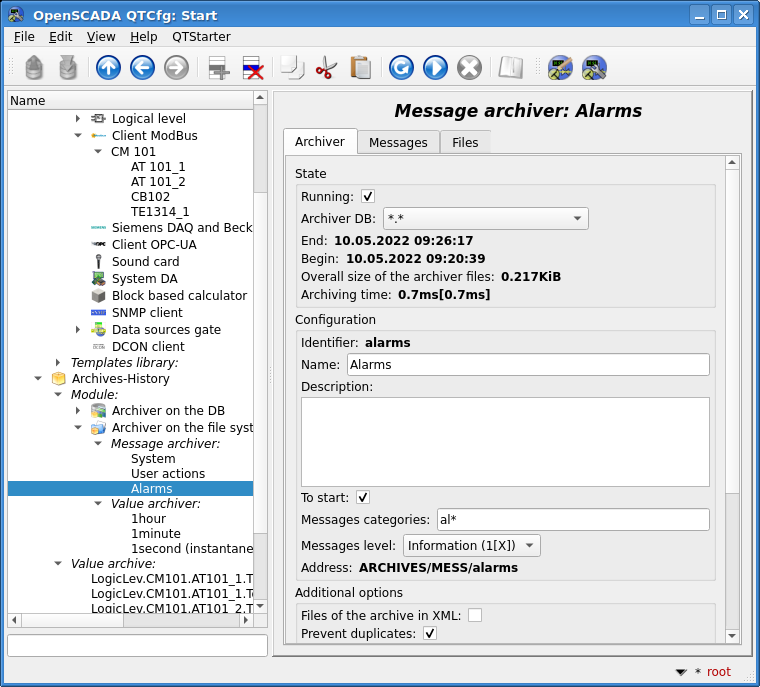 OpenSCADA QTCfg: Start
File Edit View Help QTStarter
Name
Logical level
Client ModBus
CM 101
AT 101_1
AT 101_2
CB102
TE1314_1
Siemens DAQ and Beck
Client OPC-UA
Sound card
System DA
Block based calculator
SNMP client
Data sources gate
DCON client
Templates library:
Archives-History
Module:
Archiver on the DB
Archiver on the file syst
Message archiver:
System
User actions
Alarms
Value archiver:
1hour
1minute
1second (instantane
Value archive:
LogicLev.CM101.AT101_1.T
LogicLev.CM101.AT101_1.T
LogicLev.CM101.AT101_2.T
Message archiver: Alarms
Archiver Messages Files
State
Running:
Archiver DB: *.*
End: 10.05.2022 09:26:17
Begin: 10.05.2022 09:20:39
Overall size of the archiver files: 0.217KiB
Archiving time: 0.7ms[0.7ms]
Configuration
Identifier: alarms
Name: Alarms
Description:
To start:
Messages categories: al*
Messages level: Information (1[X])
Address: ARCHIVES/MESS/alarms
Additional options
Files of the archive in XML:
Prevent duplicates:
* root